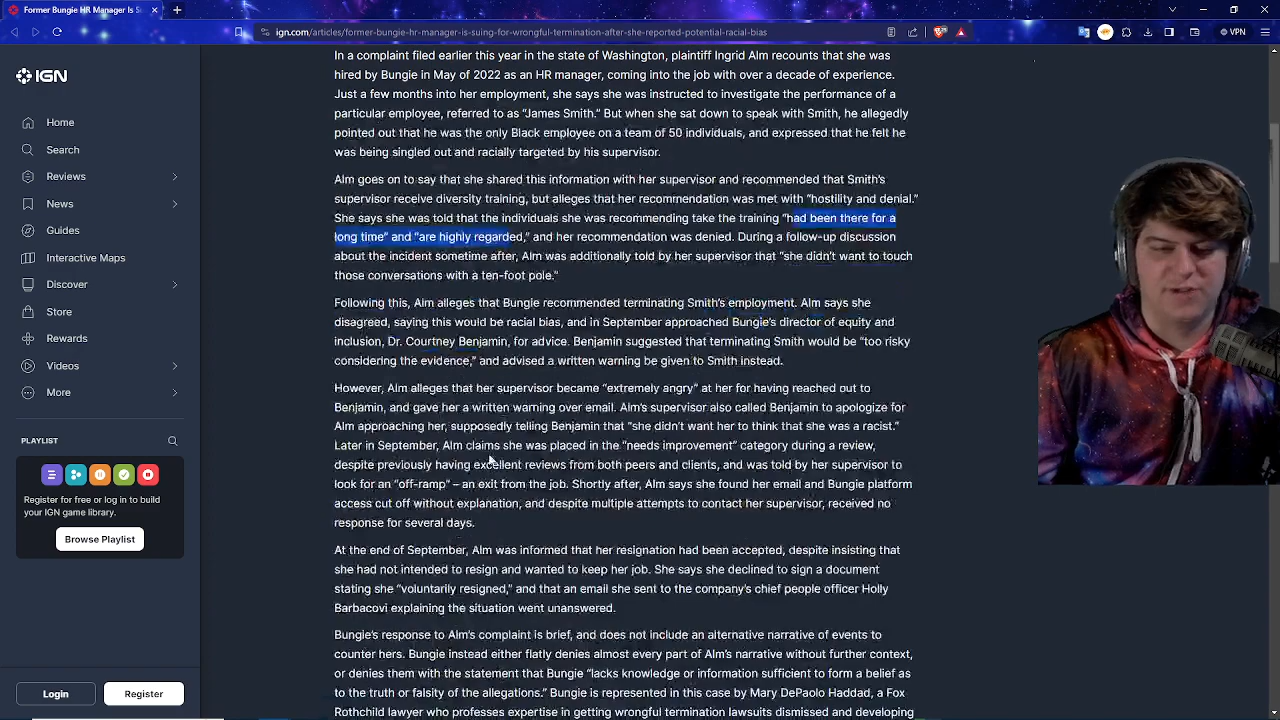 Former Bungie HR Manager Is S
ign.com/articles/former-bungie-hr-manager-is-suing-for-wrongful-termination-after-she-reported-potential-racial-bias
VPN
IGN
Home
Search
Reviews
News
Guides
Interactive Maps
Discover
Store
Rewards
Videos
More
PLAYLIST
Register for free or log in to build
your IGN game library.
Browse Playlist
Login
Register
In a complaint filed earlier this year in the state of Washington, plaintiff Ingrid Alm recounts that she was
hired by Bungie in May of 2022 as an HR manager, coming into the job with over a decade of experience.
Just a few months into her employment, she says she was instructed to investigate the performance of a
particular employee, referred to as “James Smith.” But when she sat down to speak with Smith, he allegedly
pointed out that he was the only Black employee on a team of 50 individuals, and expressed that he felt he
was being singled out and racially targeted by his supervisor.
Alm goes on to say that she shared this information with her supervisor and recommended that Smith’s
supervisor receive diversity training, but alleges that her recommendation was met with “hostility and denial.”
She says she was told that the individuals she was recommending take the training “had been there for a
long time” and “are highly regarded,” and her recommendation was denied. During a follow-up discussion
about the incident sometime after, Alm was additionally told by her supervisor that “she didn’t want to touch
those conversations with a ten-foot pole.”
Following this, Alm alleges that Bungie recommended terminating Smith’s employment. Alm says she
disagreed, saying this would be racial bias, and in September approached Bungie’s director of equity and
inclusion, Dr. Courtney Benjamin, for advice. Benjamin suggested that terminating Smith would be “too risky
considering the evidence,” and advised a written warning be given to Smith instead.
However, Alm alleges that her supervisor became “extremely angry” at her for having reached out to
Benjamin, and gave her a written warning over email. Alm’s supervisor also called Benjamin to apologize for
Alm approaching her, supposedly telling Benjamin that “she didn’t want her to think that she was a racist.”
Later in September, Alm claims she was placed in the “needs improvement” category during a review,
despite previously having excellent reviews from both peers and clients, and was told by her supervisor to
look for an “off-ramp” – an exit from the job. Shortly after, Alm says she found her email and Bungie platform
access cut off without explanation, and despite multiple attempts to contact her supervisor, received no
response for several days.
At the end of September, Alm was informed that her resignation had been accepted, despite insisting that
she had not intended to resign and wanted to keep her job. She says she declined to sign a document
stating she “voluntarily resigned,” and that an email she sent to the company’s chief people officer Holly
Barbacovi explaining the situation went unanswered.
Bungie’s response to Alm’s complaint is brief, and does not include an alternative narrative of events to
counter hers. Bungie instead either flatly denies almost every part of Alm’s narrative without further context,
or denies them with the statement that Bungie “lacks knowledge or information sufficient to form a belief as
to the truth or falsity of the allegations.” Bungie is represented in this case by Mary DePaolo Haddad, a Fox
Rothchild lawyer who professes expertise in getting wrongful termination lawsuits dismissed and developing